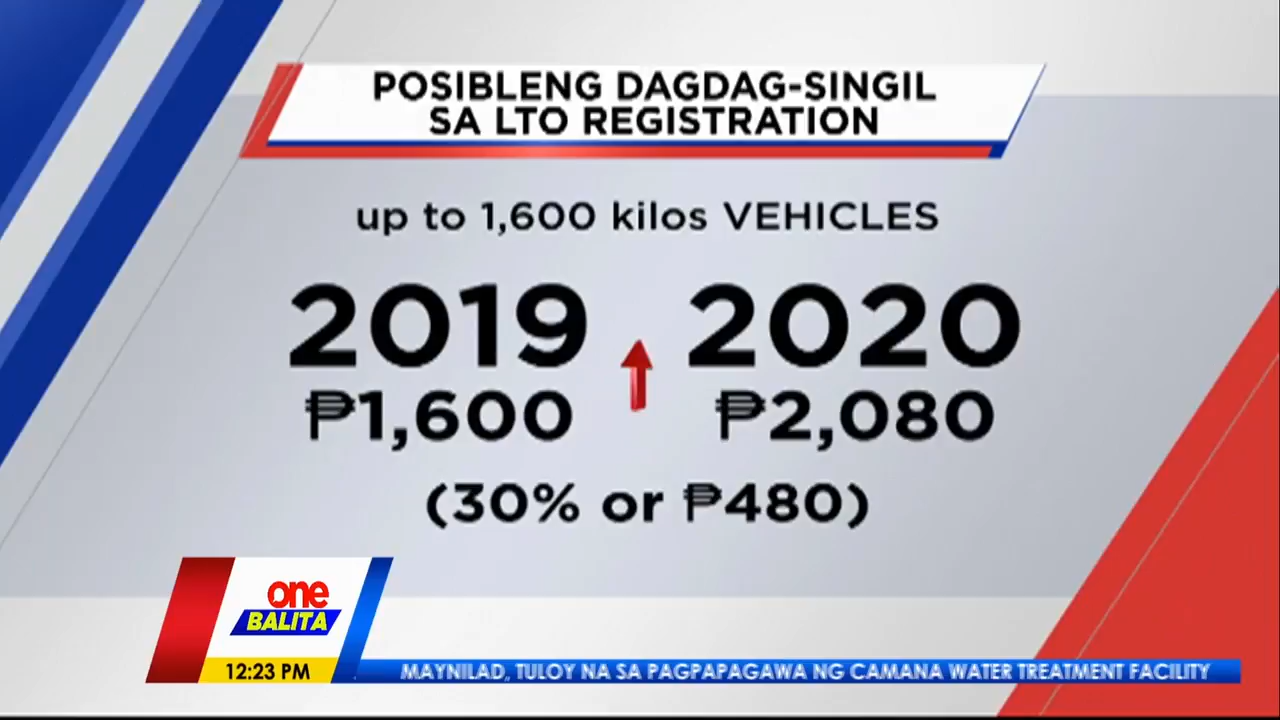 POSIBLENG DAGDAG-SINGIL
SA LTO REGISTRATION
up to 1,600 kilos VEHICLES
2019 2020
₱1,600 ₱2,080
(30% or ₱480)
one
BALITA
12:23 PM
MAYNILAD, TULOY NA SA PAGPAPAGAWA NG CAMANA WATER TREATMENT FACILITY